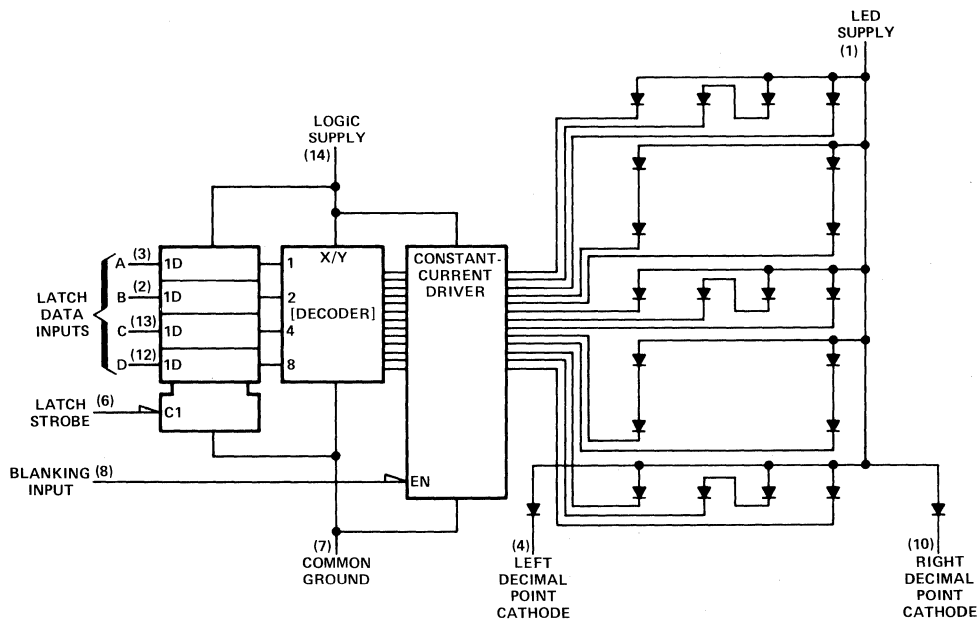 LED
SUPPLY
(1)
LOGIC
SUPPLY
(14)
X/Y
CONSTANT-
CURRENT
DRIVER
[DECODER]
LATCH
DATA
INPUTS
A (3) 1D 1
B (2) 1D 2
C (13) 1D 4
D (12) 1D 8
LATCH
STROBE
(6)
C1
BLANKING
INPUT
(8)
EN
(7)
COMMON
GROUND
(4)
LEFT
DECIMAL
POINT
CATHODE
(10)
RIGHT
DECIMAL
POINT
CATHODE